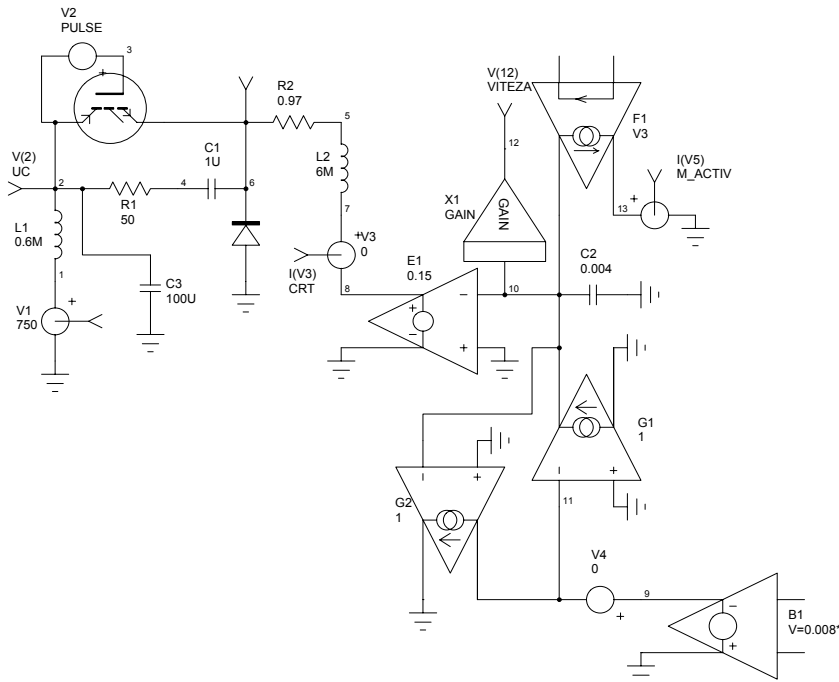 V2
PULSE
3
V(2)
UC
2
R1
50
4
C1
1U
6
R2
0.97
5
L2
6M
7
V3
0
I(V3)
CRT
8
L1
0.6M
1
V1
750
C3
100U
V(12)
VITEZA
12
X1
GAIN
GAIN
F1
V3
I(V5)
M_ACTIV
13
E1
0.15
10
C2
0.004
G1
1
11
G2
1
V4
0
9
B1
V=0.008*